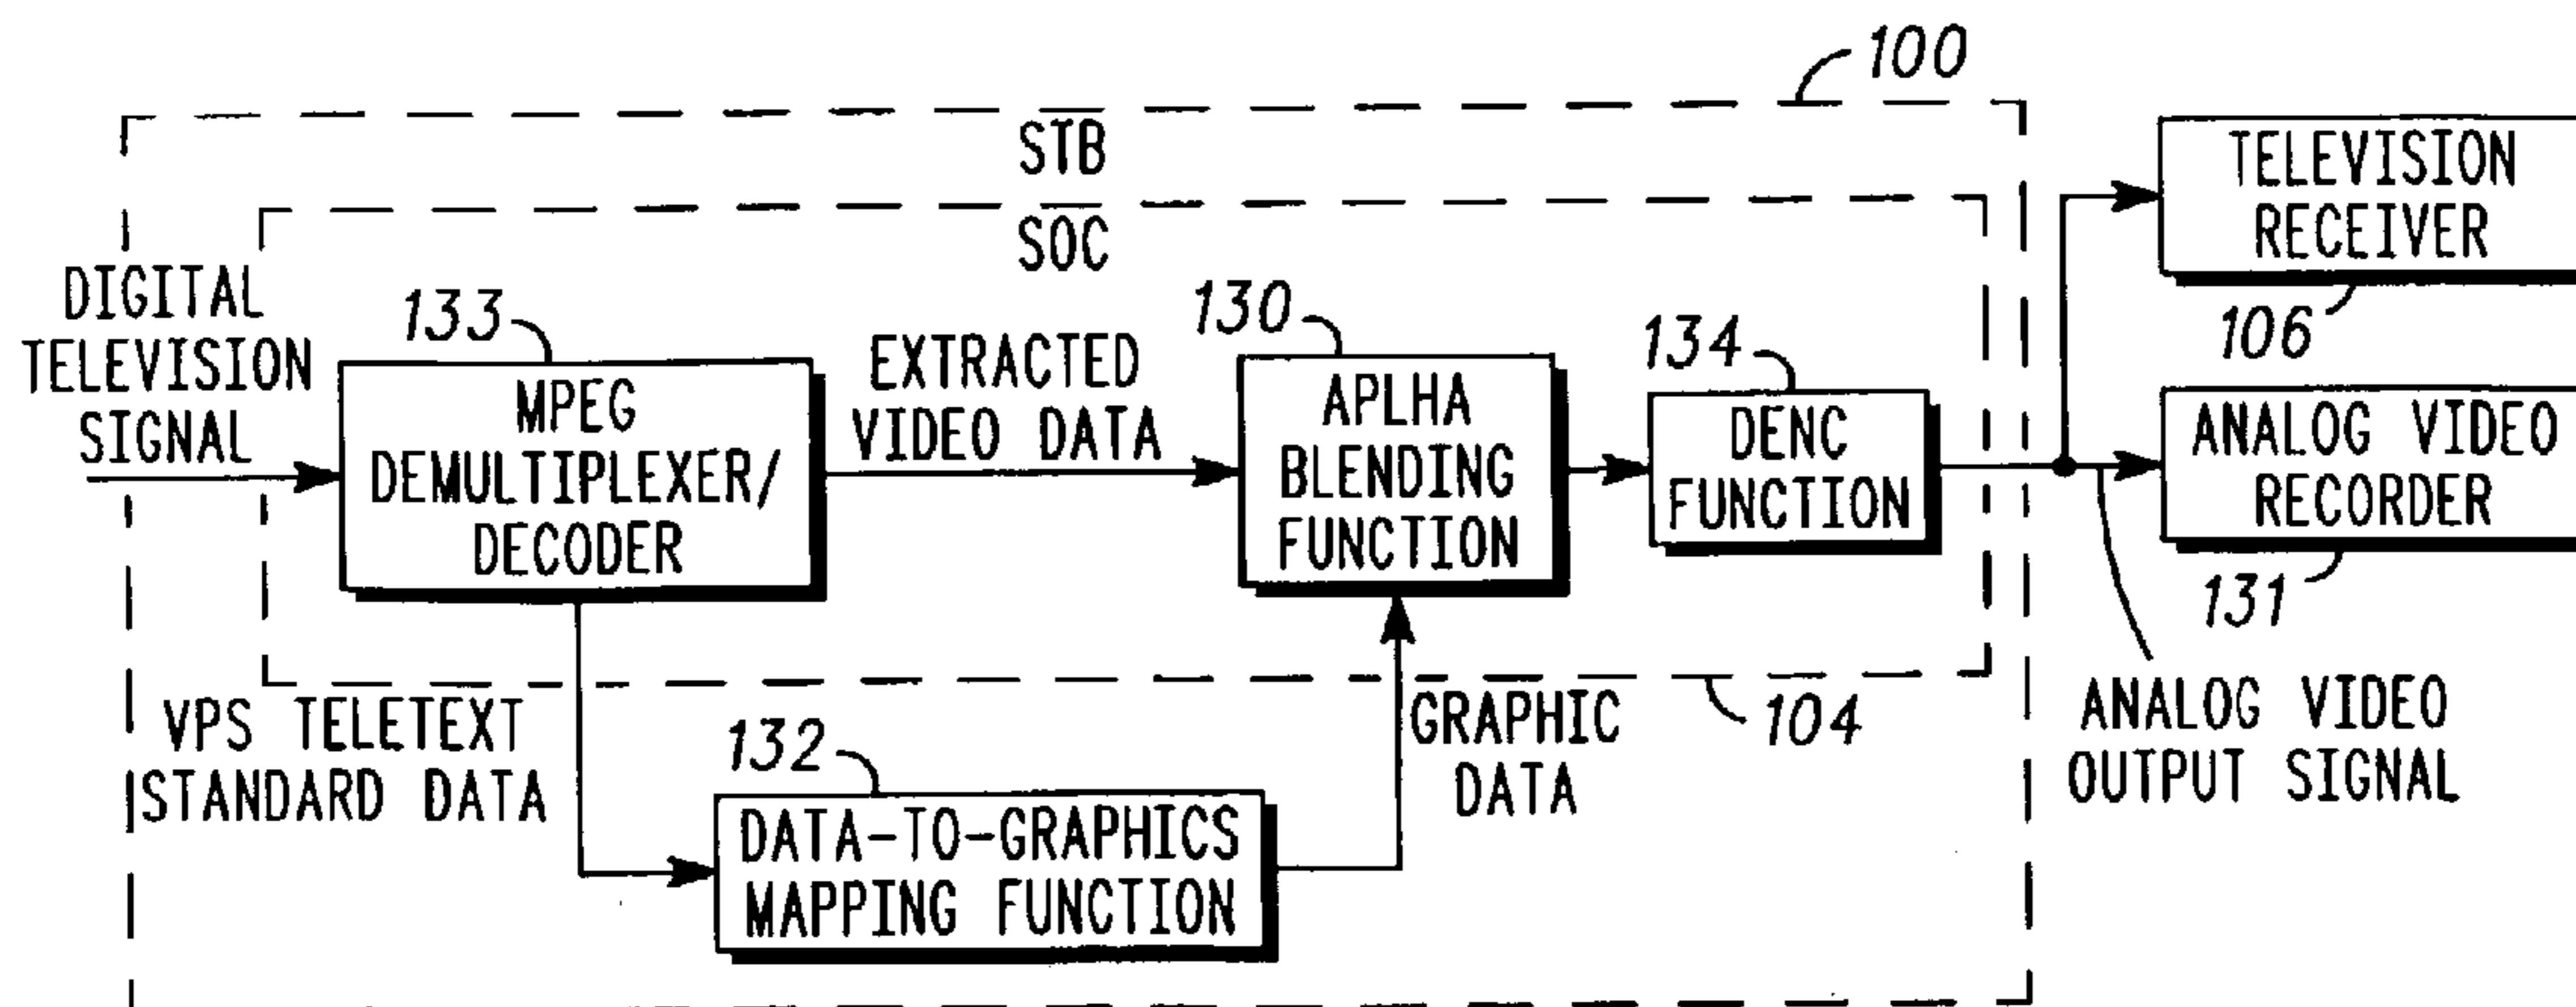 100
STB
SOC
TELEVISION
RECEIVER
106
DIGITAL
TELEVISION
SIGNAL
133
MPEG
DEMULTIPLEXER/
DECODER
EXTRACTED
VIDEO DATA
130
APLHA
BLENDING
FUNCTION
134
DENC
FUNCTION
ANALOG VIDEO
RECORDER
131
VPS TELETEXT
STANDARD DATA
132
DATA-TO-GRAPHICS
MAPPING FUNCTION
GRAPHIC
DATA
104
ANALOG VIDEO
OUTPUT SIGNAL